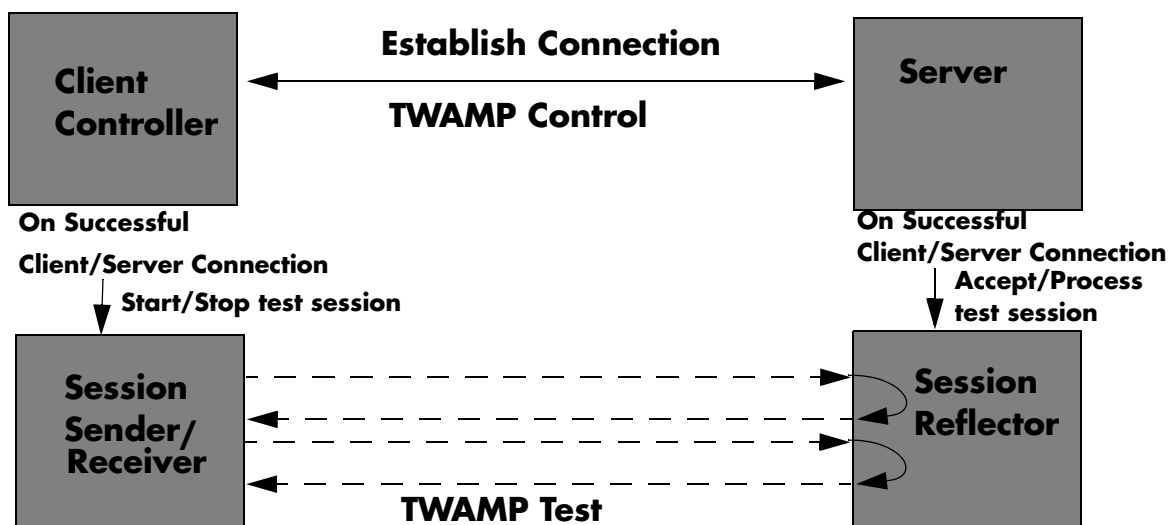 Establish Connection
Client
Controller
Server
TWAMP Control
On Successful
Client/Server Connection
Start/Stop test session
On Successful
Client/Server Connection
Accept/Process
test session
Session
Sender/
Receiver
Session
Reflector
TWAMP Test